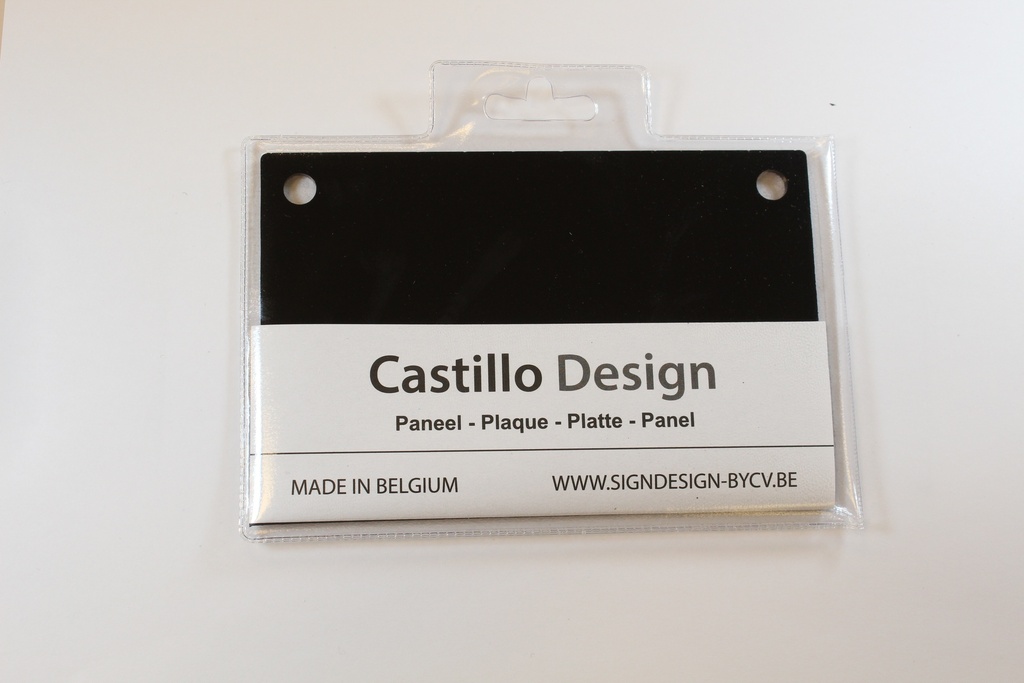 Castillo Design
Paneel - Plaque - Platte - Panel
MADE IN BELGIUM WWW.SIGNDESIGN-BYCV.BE